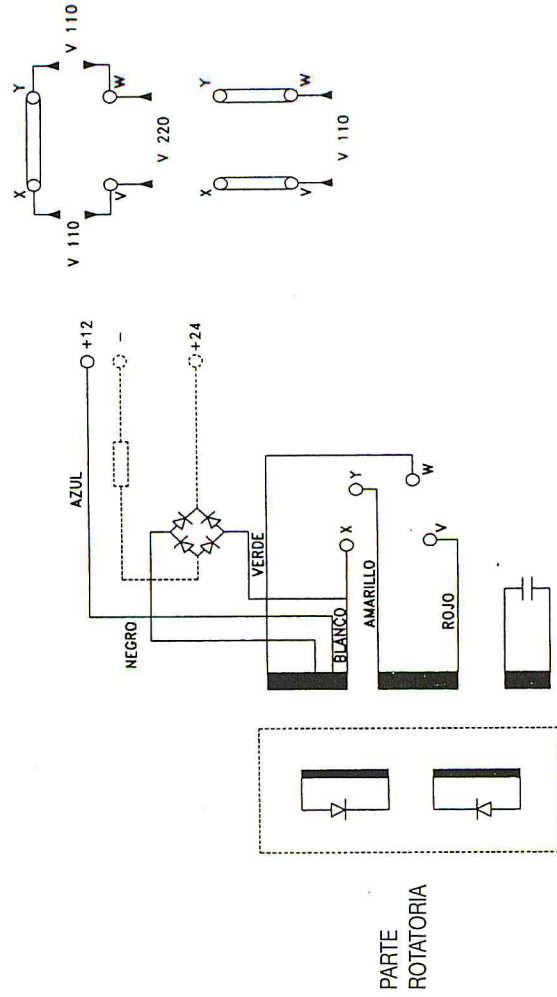 V 110
X
Y
V 110
V
W
V 220
X
Y
V
W
V 110
AZUL
+12
-
+24
NEGRO
VERDE
BLANCO
X
AMARILLO
Y
W
V
ROJO
PARTE
ROTATORIA